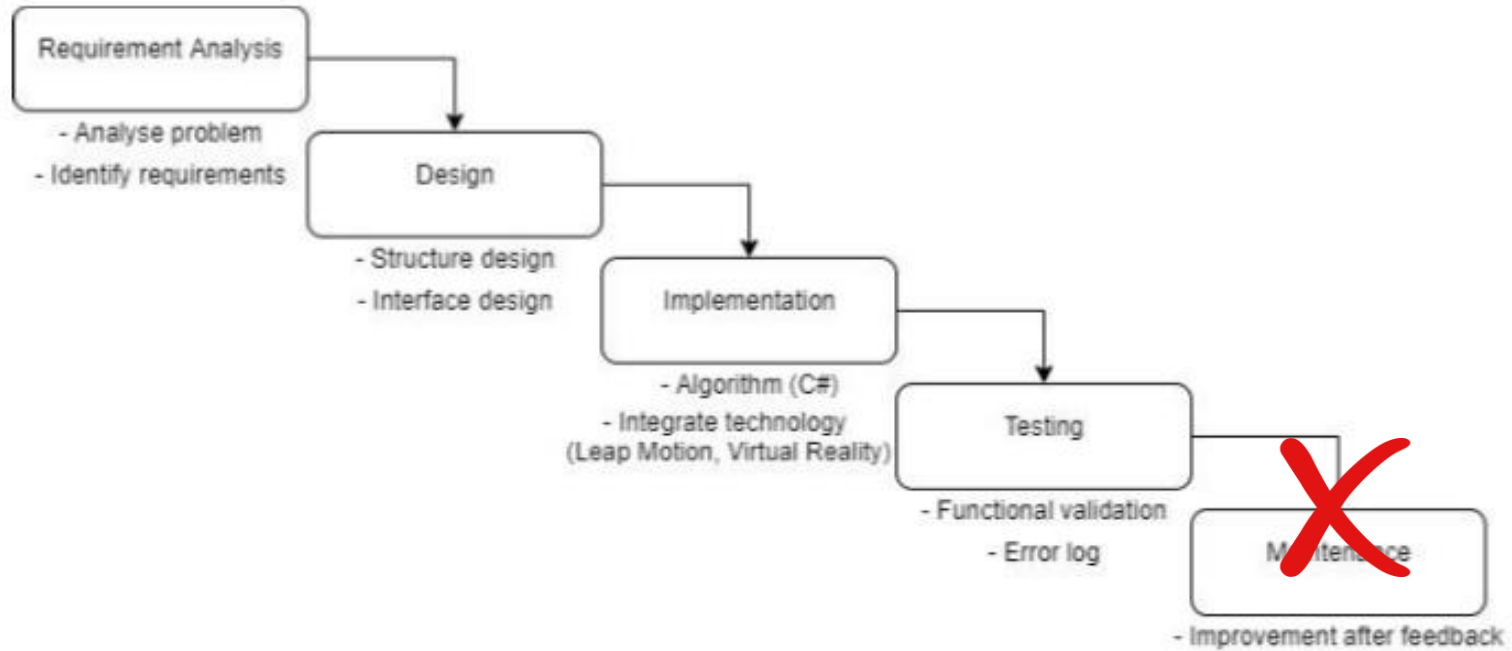 Requirement Analysis
- Analyse problem
- Identify requirements
Design
- Structure design
- Interface design
Implementation
- Algorithm (C#)
- Integrate technology
(Leap Motion, Virtual Reality)
Testing
- Functional validation
- Error log
Maintenance
- Improvement after feedback